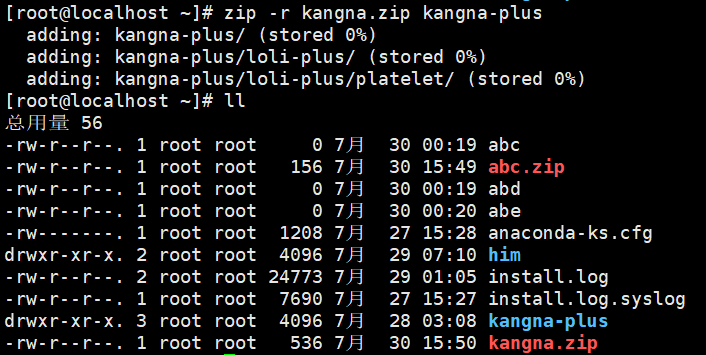 [root@localhost ~]# zip -r kangna.zip kangna-plus
  adding: kangna-plus/ (stored 0%)
  adding: kangna-plus/loli-plus/ (stored 0%)
  adding: kangna-plus/loli-plus/platelet/ (stored 0%)
[root@localhost ~]# ll
总用量 56
-rw-r--r--. 1 root root     0 7月  30 00:19 abc
-rw-r--r--. 1 root root   156 7月  30 15:49 abc.zip
-rw-r--r--. 1 root root     0 7月  30 00:19 abd
-rw-r--r--. 1 root root     0 7月  30 00:20 abe
-rw-------. 1 root root  1208 7月  27 15:28 anaconda-ks.cfg
drwxr-xr-x. 2 root root  4096 7月  29 07:10 him
-rw-r--r--. 2 root root 24773 7月  29 01:05 install.log
-rw-r--r--. 1 root root  7690 7月  27 15:27 install.log.syslog
drwxr-xr-x. 3 root root  4096 7月  28 03:08 kangna-plus
-rw-r--r--. 1 root root   536 7月  30 15:50 kangna.zip